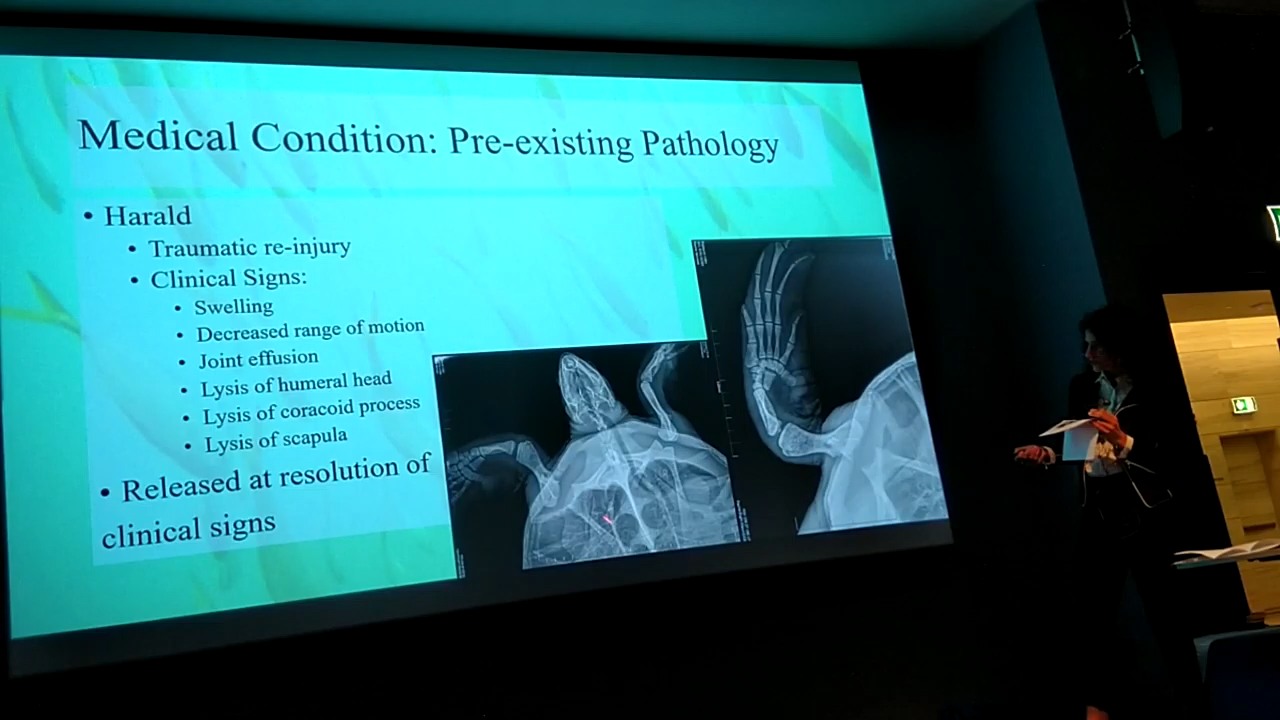 Medical Condition: Pre-existing Pathology
• Harald
• Traumatic re-injury
• Clinical Signs:
• Swelling
• Decreased range of motion
• Joint effusion
• Lysis of humeral head
• Lysis of coracoid process
• Lysis of scapula
• Released at resolution of
clinical signs